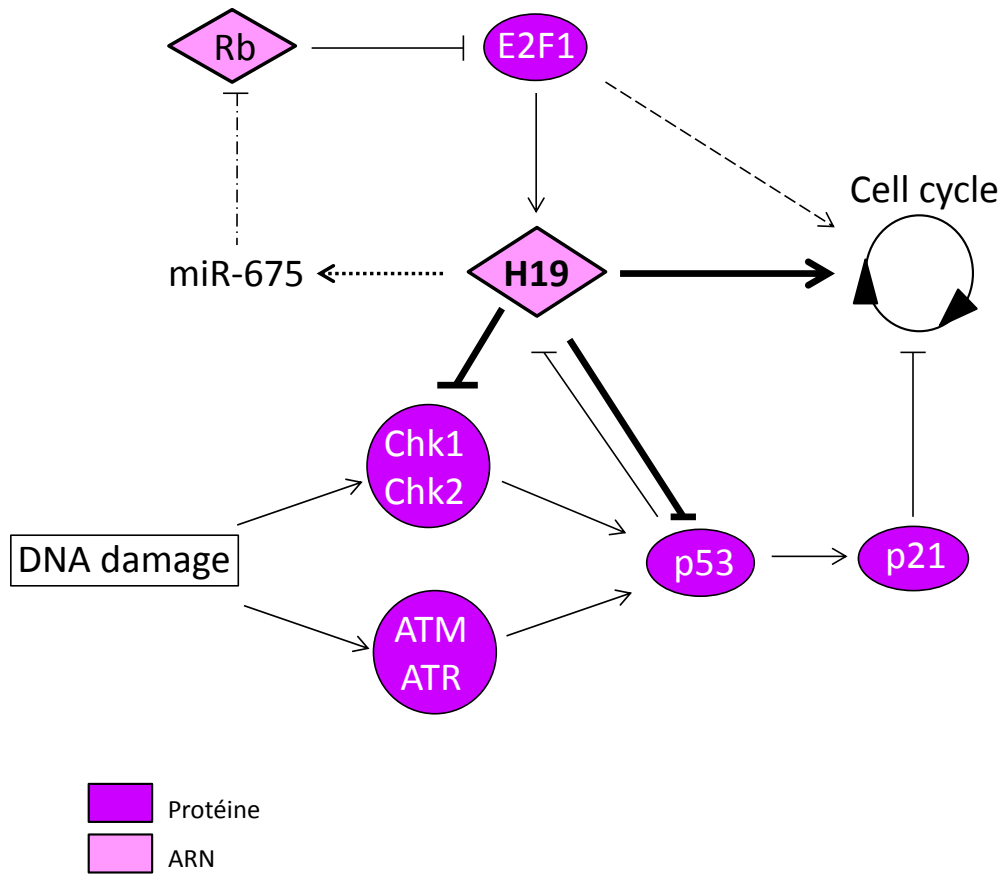 Rb
E2F1
Cell cycle
miR-675
H19
Chk1
Chk2
DNA damage
p53
p21
ATM
ATR
Protéine
ARN